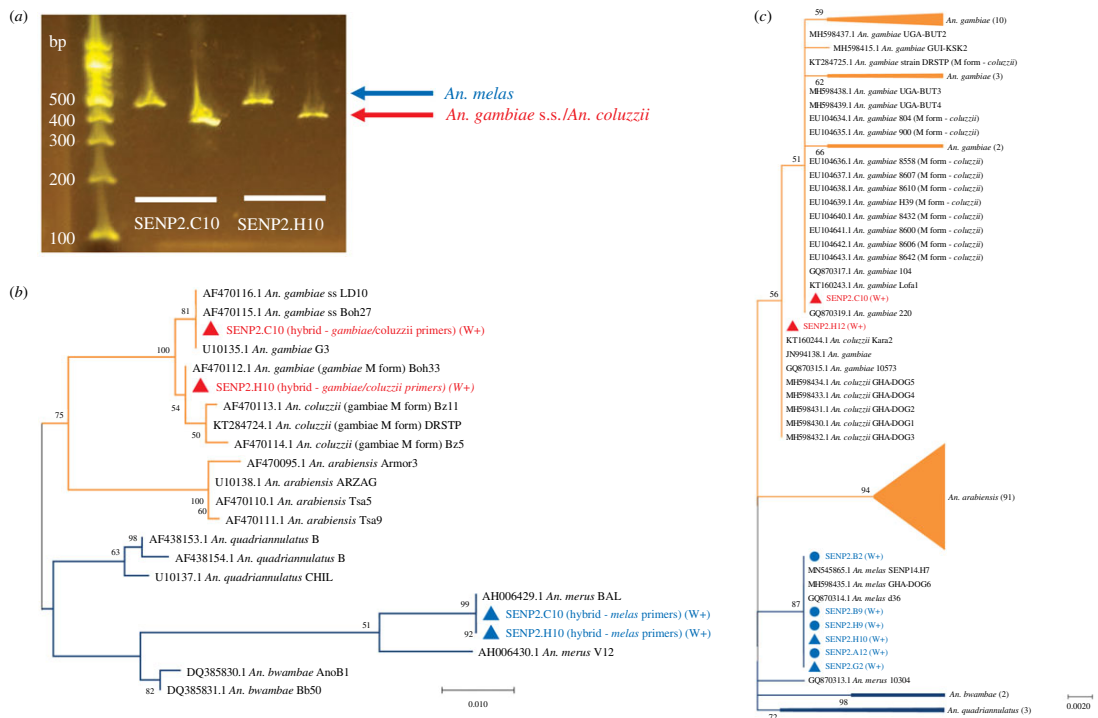 (a)
bp
500
400
300
200
100
SENP2.C10
SENP2.H10
An. melas
An. gambiae s.s./An. coluzzii
(b)
AF470116.1 An. gambiae ss LD10
81
AF470115.1 An. gambiae ss Boh27
SENP2.C10 (hybrid - gambiae/coluzzii primers) (W+)
U10135.1 An. gambiae G3
100
AF470112.1 An. gambiae (gambiae M form) Boh33
SENP2.H10 (hybrid - gambiae/coluzzii primers) (W+)
54
AF470113.1 An. coluzzii (gambiae M form) Bz11
75
KT284724.1 An. coluzzii (gambiae M form) DRSTP
50
AF470114.1 An. coluzzii (gambiae M form) Bz5
AF470095.1 An. arabiensis Armor3
U10138.1 An. arabiensis ARZAG
100
AF470110.1 An. arabiensis Tsa5
60
AF470111.1 An. arabiensis Tsa9
AF438153.1 An. quadriannulatus B
98
63
AF438154.1 An. quadriannulatus B
U10137.1 An. quadriannulatus CHIL
AH006429.1 An. merus BAL
99
SENP2.C10 (hybrid - melas primers) (W+)
51
92
SENP2.H10 (hybrid - melas primers) (W+)
AH006430.1 An. merus V12
DQ385830.1 An. bwambae AnoB1
82
DQ385831.1 An. bwambae Bb50
0.010
(c)
59
An. gambiae (10)
MH598437.1 An. gambiae UGA-BUT2
MH598415.1 An. gambiae GUI-KSK2
KT284725.1 An. gambiae strain DRSTP (M form - coluzzii)
An. gambiae (3)
62
MH598438.1 An. gambiae UGA-BUT3
MH598439.1 An. gambiae UGA-BUT4
EU104634.1 An. gambiae 804 (M form - coluzzii)
EU104635.1 An. gambiae 900 (M form - coluzzii)
An. gambiae (2)
66
51
EU104636.1 An. gambiae 8558 (M form - coluzzii)
EU104637.1 An. gambiae 8607 (M form - coluzzii)
EU104638.1 An. gambiae 8610 (M form - coluzzii)
EU104639.1 An. gambiae H39 (M form - coluzzii)
EU104640.1 An. gambiae 8432 (M form - coluzzii)
EU104641.1 An. gambiae 8600 (M form - coluzzii)
EU104642.1 An. gambiae 8606 (M form - coluzzii)
EU104643.1 An. gambiae 8642 (M form - coluzzii)
GQ870317.1 An. gambiae 104
KT160243.1 An. gambiae Lofa1
56
SENP2.C10 (W+)
GQ870319.1 An. gambiae 220
SENP2.H12 (W+)
KT160244.1 An. coluzzii Kara2
JN994138.1 An. gambiae
GQ870315.1 An. gambiae 10573
MH598434.1 An. coluzzii GHA-DOG5
MH598433.1 An. coluzzii GHA-DOG4
MH598431.1 An. coluzzii GHA-DOG2
MH598430.1 An. coluzzii GHA-DOG1
MH598432.1 An. coluzzii GHA-DOG3
94
An. arabiensis (91)
SENP2.B2 (W+)
MN545865.1 An. melas SENP14.H7
MH598435.1 An. melas GHA-DOG6
GQ870314.1 An. melas d36
87
SENP2.B9 (W+)
SENP2.H9 (W+)
SENP2.H10 (W+)
SENP2.A12 (W+)
SENP2.G2 (W+)
GQ870313.1 An. merus 10304
An. bwambae (2)
98
An. quadriannulatus (3)
72
0.0020